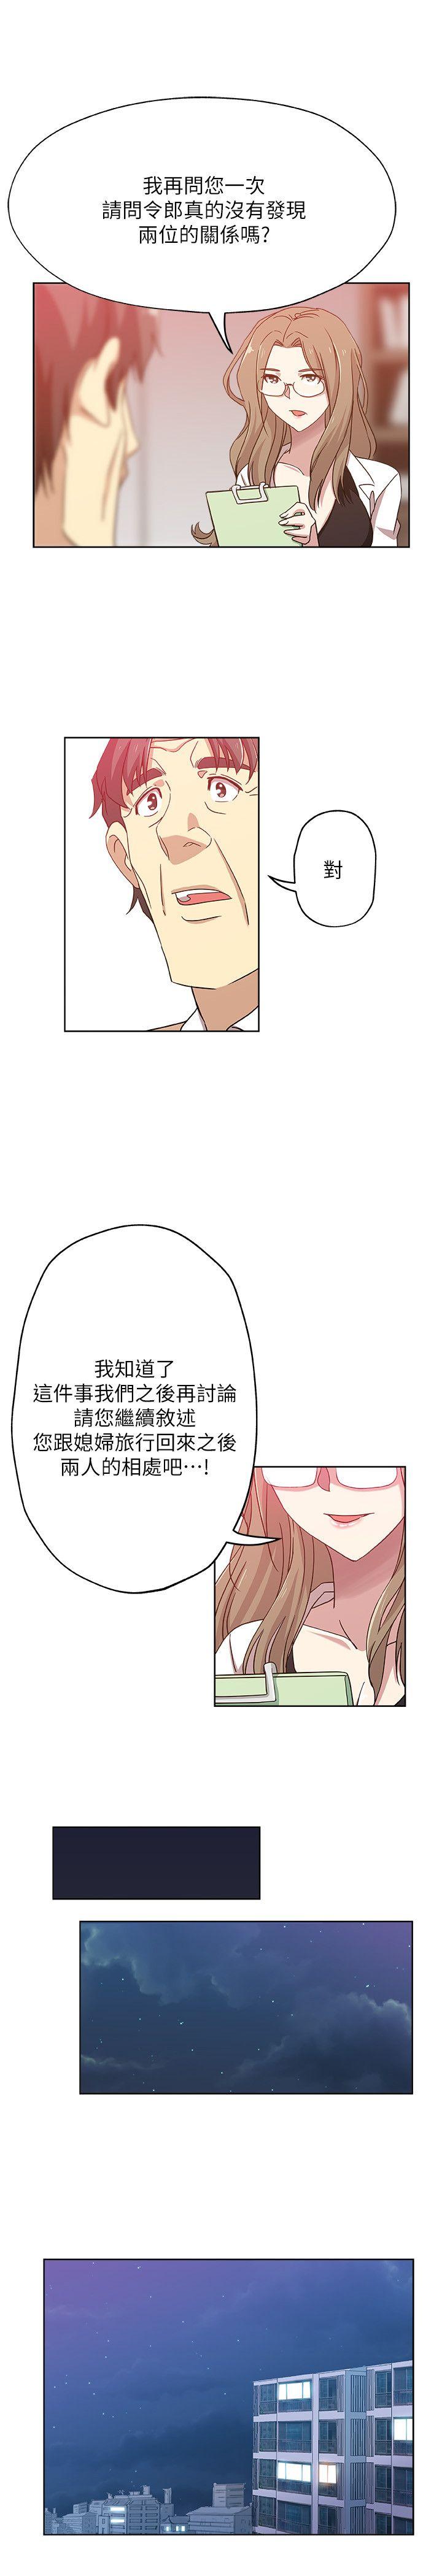 我再問您一次
請問令郎真的沒有發現
兩位的關係嗎?
對
我知道了
這件事我們之後再討論
請您繼續敘述
您跟媳婦旅行回來之後
兩人的相處吧…!